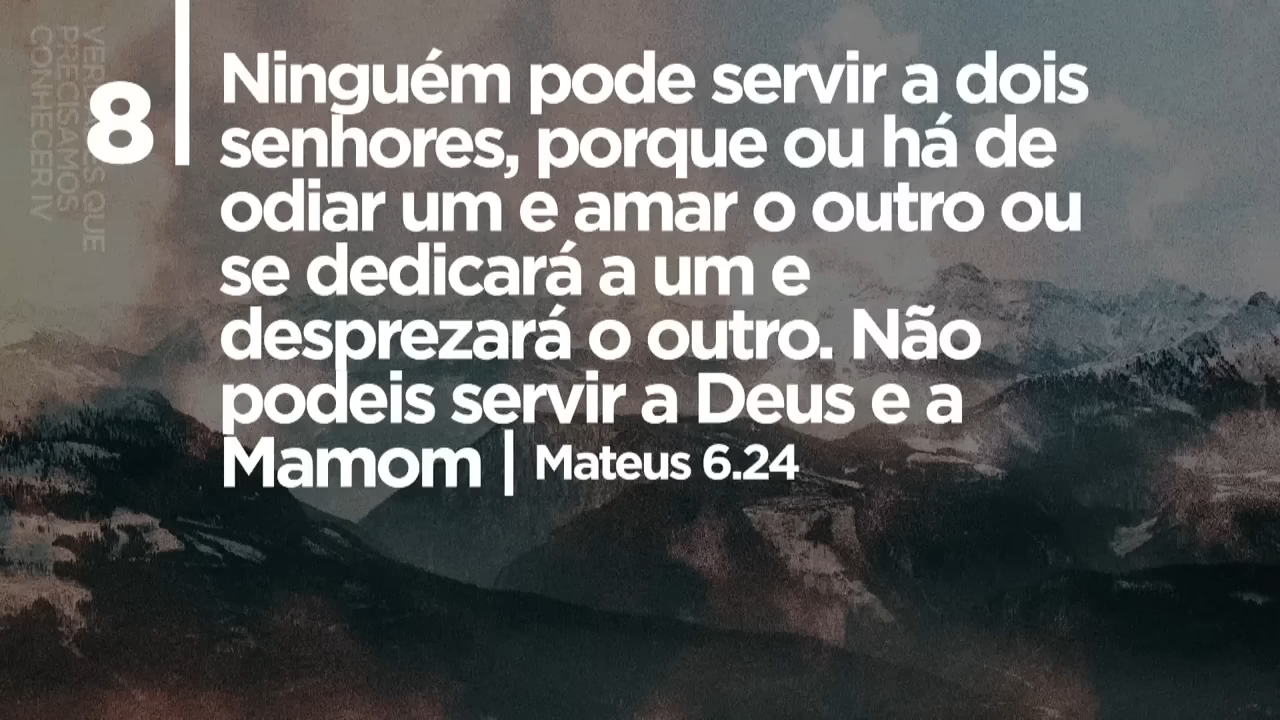 VERDADES QUE
PRECISAMOS
CONHECER IV
8
Ninguém pode servir a dois
senhores, porque ou há de
odiar um e amar o outro ou
se dedicará a um e
desprezará o outro. Não
podeis servir a Deus e a
Mamom | Mateus 6.24